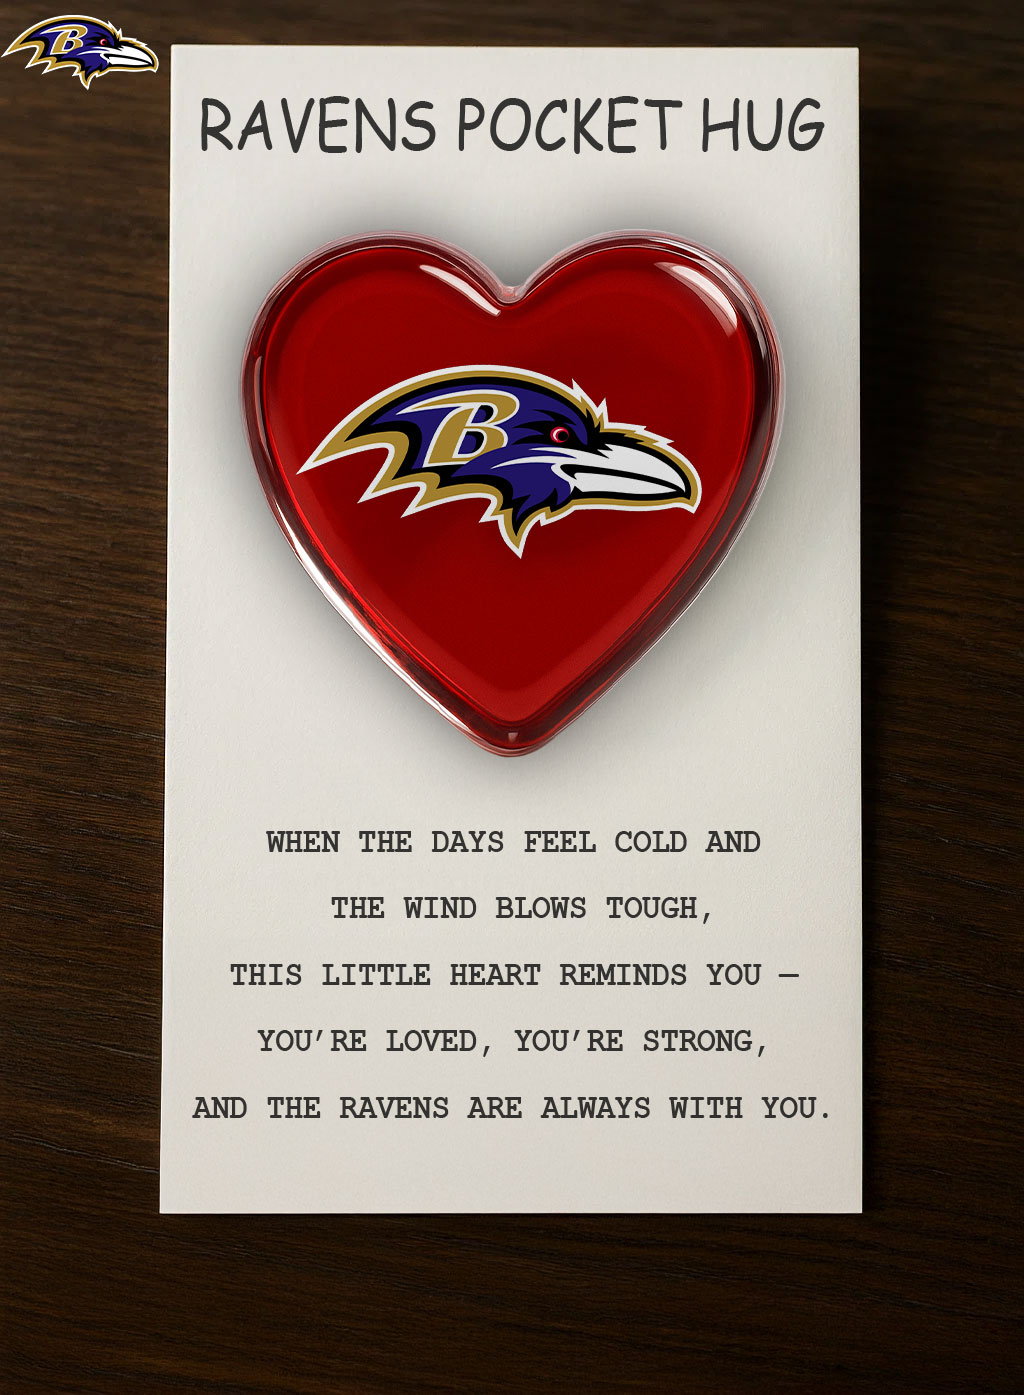 B
RAVENS POCKET HUG
B
WHEN THE DAYS FEEL COLD AND
THE WIND BLOWS TOUGH,
THIS LITTLE HEART REMINDS YOU —
YOU’RE LOVED, YOU’RE STRONG,
AND THE RAVENS ARE ALWAYS WITH YOU.